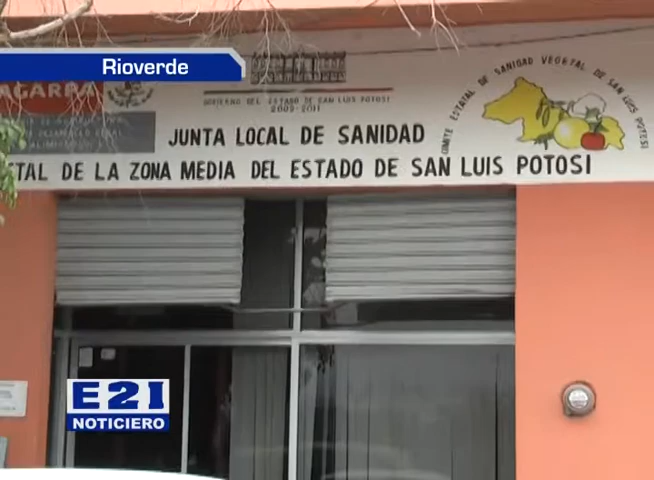 Rioverde
AGARPA
GOBIERNO DEL ESTADO DE SAN LUIS POTOSI
2009-2015
COMITE ESTATAL DE SANIDAD VEGETAL DE SAN LUIS POTOSI
JUNTA LOCAL DE SANIDAD
TAL DE LA ZONA MEDIA DEL ESTADO DE SAN LUIS POTOSI
E21
NOTICIERO